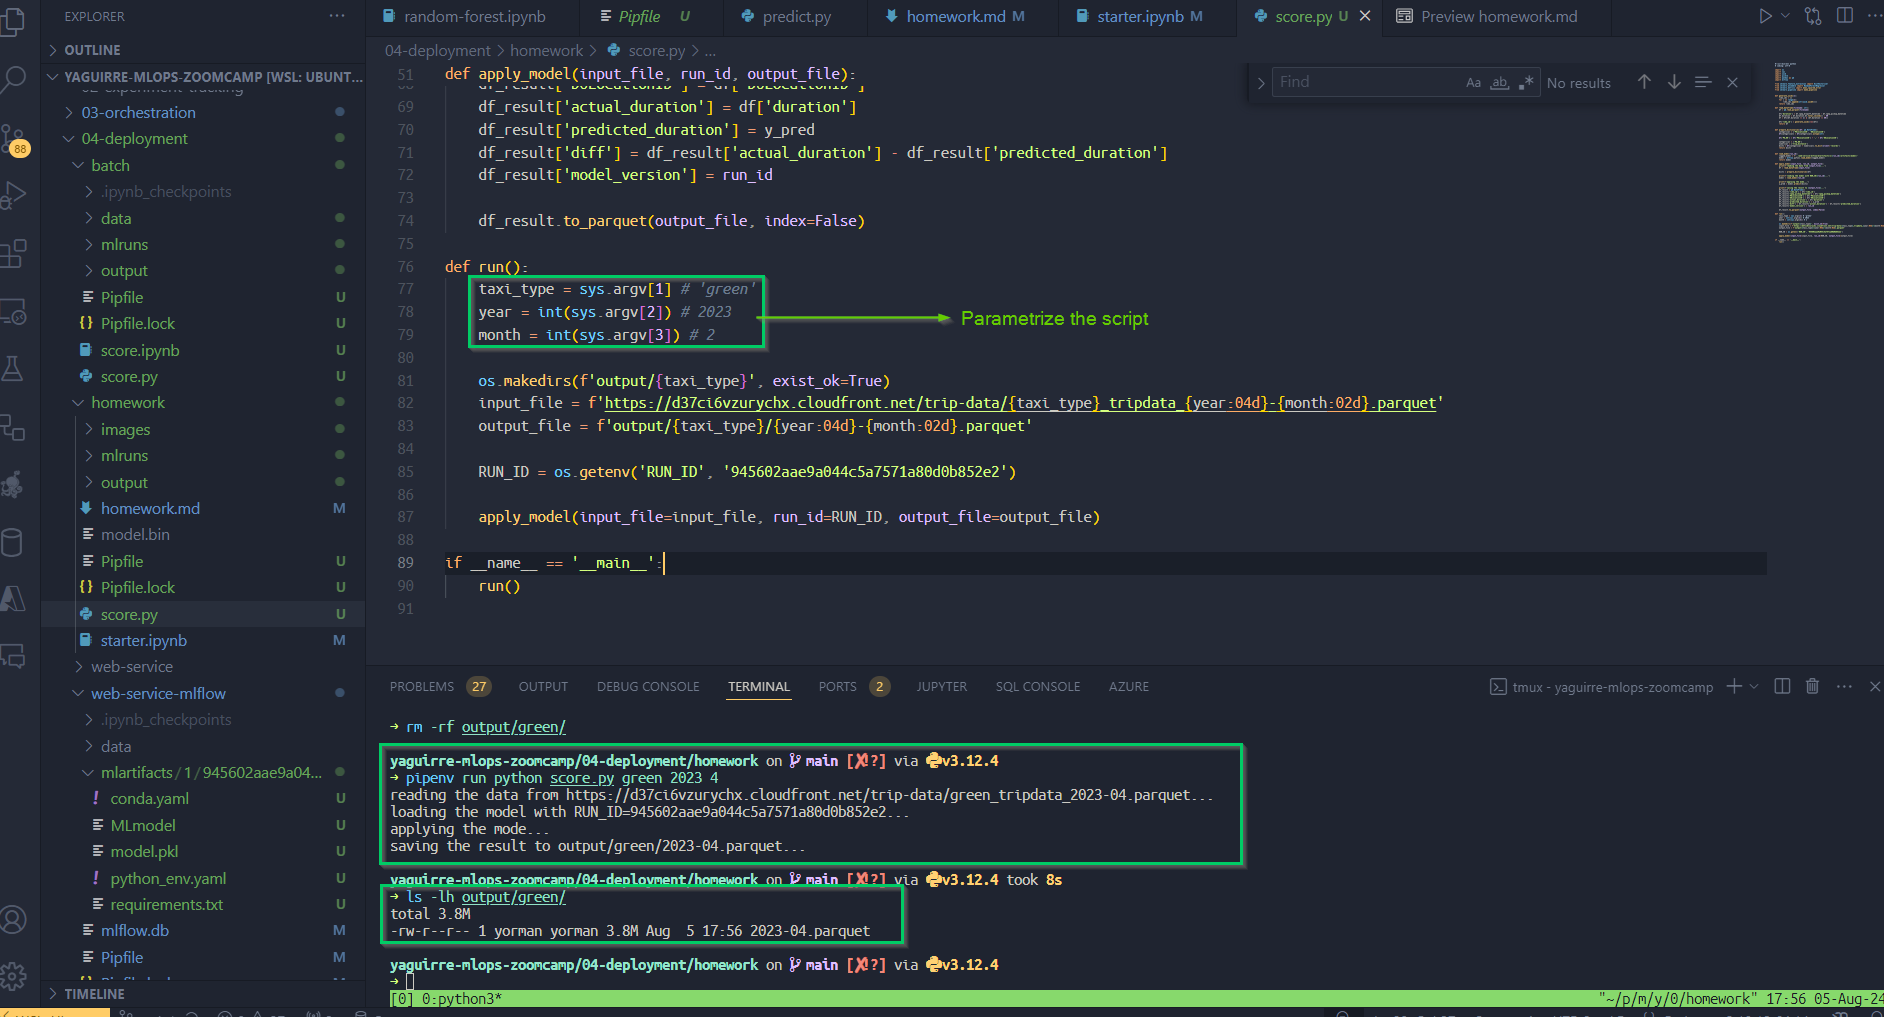 EXPLORER
OUTLINE
YAGUIRRE-MLOPS-ZOOMCAMP [WSL: UBUNT...
02-experiment-tracking
03-orchestration
04-deployment
batch
.ipynb_checkpoints
data
mlruns
output
Pipfile U
Pipfile.lock U
score.ipynb U
score.py U
homework
images
mlruns
output
homework.md M
model.bin
Pipfile U
Pipfile.lock U
score.py U
starter.ipynb M
web-service
web-service-mlflow
.ipynb_checkpoints
data
mlartifacts/1/945602aae9a04...
conda.yaml U
MLmodel U
model.pkl U
python_env.yaml U
requirements.txt U
mlflow.db M
Pipfile M
TIMELINE
88
random-forest.ipynb
Pipfile U
predict.py
homework.md M
starter.ipynb M
score.py U
Preview homework.md
04-deployment > homework > score.py > ...
Find
Aa ab .*
No results
51 def apply_model(input_file, run_id, output_file):
df_result['DOLocationID'] = df['DOLocationID']
69 df_result['actual_duration'] = df['duration']
70 df_result['predicted_duration'] = y_pred
71 df_result['diff'] = df_result['actual_duration'] - df_result['predicted_duration']
72 df_result['model_version'] = run_id
73
74 df_result.to_parquet(output_file, index=False)
75
76 def run():
77 taxi_type = sys.argv[1] # 'green'
78 year = int(sys.argv[2]) # 2023
79 month = int(sys.argv[3]) # 2
Parametrize the script
80
81 os.makedirs(f'output/{taxi_type}', exist_ok=True)
82 input_file = f'https://d37ci6vzurychx.cloudfront.net/trip-data/{taxi_type}_tripdata_{year:04d}-{month:02d}.parquet'
83 output_file = f'output/{taxi_type}/{year:04d}-{month:02d}.parquet'
84
85 RUN_ID = os.getenv('RUN_ID', '945602aae9a044c5a7571a80d0b852e2')
86
87 apply_model(input_file=input_file, run_id=RUN_ID, output_file=output_file)
88
89 if __name__ == '__main__':
90 run()
91
PROBLEMS 27
OUTPUT
DEBUG CONSOLE
TERMINAL
PORTS 2
JUPYTER
SQL CONSOLE
AZURE
tmux - yaguirre-mlops-zoomcamp
→ rm -rf output/green/
yaguirre-mlops-zoomcamp/04-deployment/homework on main [✘!?] via v3.12.4
→ pipenv run python score.py green 2023 4
reading the data from https://d37ci6vzurychx.cloudfront.net/trip-data/green_tripdata_2023-04.parquet...
loading the model with RUN_ID=945602aae9a044c5a7571a80d0b852e2...
applying the mode...
saving the result to output/green/2023-04.parquet...
yaguirre-mlops-zoomcamp/04-deployment/homework on main [✘!?] via v3.12.4 took 8s
→ ls -lh output/green/
total 3.8M
-rw-r--r-- 1 yorman yorman 3.8M Aug  5 17:56 2023-04.parquet
yaguirre-mlops-zoomcamp/04-deployment/homework on main [✘!?] via v3.12.4
→
[0] 0:python3* "~/p/m/y/0/homework" 17:56 05-Aug-24